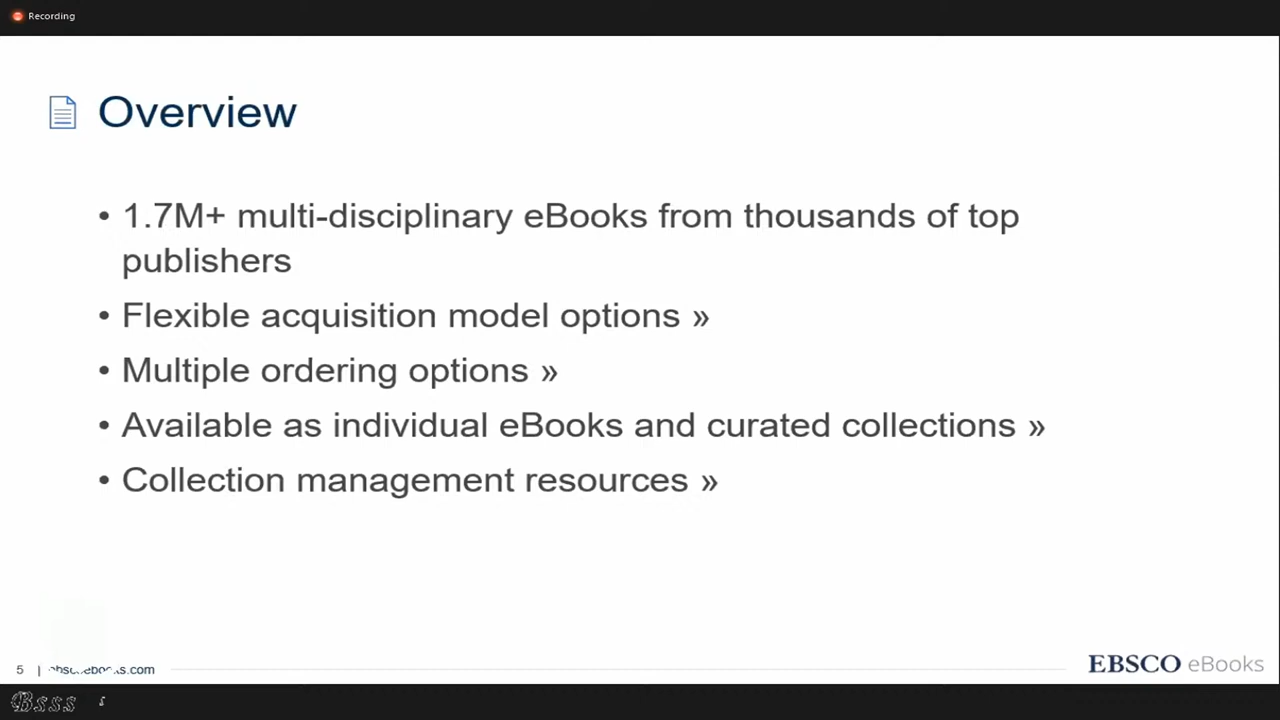 Recording
Overview
• 1.7M+ multi-disciplinary eBooks from thousands of top
publishers
• Flexible acquisition model options »
• Multiple ordering options »
• Available as individual eBooks and curated collections »
• Collection management resources »
5 |
EBSCO eBooks
Bsss